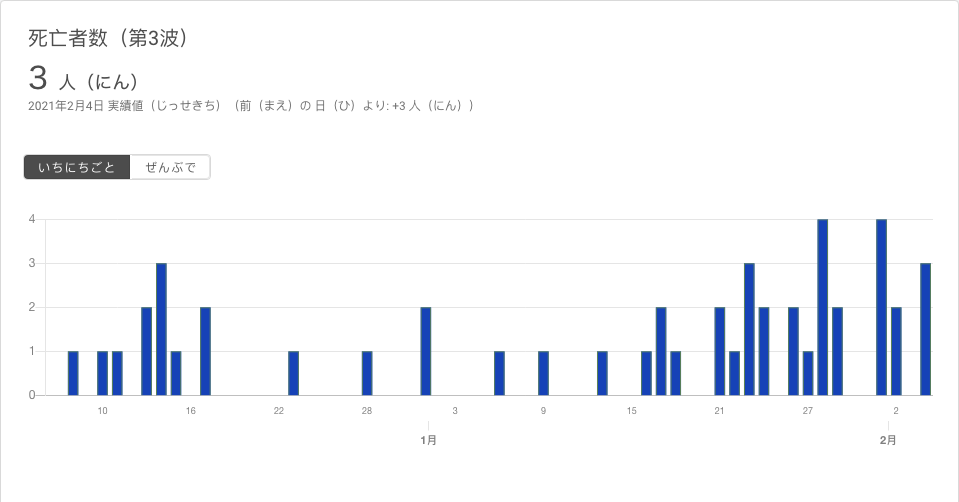 死亡者数（第3波）
3 人（にん）
2021年2月4日 実績値（じっせきち）（前（まえ）の 日（ひ）より: +3 人（にん））
いちにちごと ぜんぶで
4
3
2
1
0
10 16 22 28 3 9 15 21 27 2
1月 2月